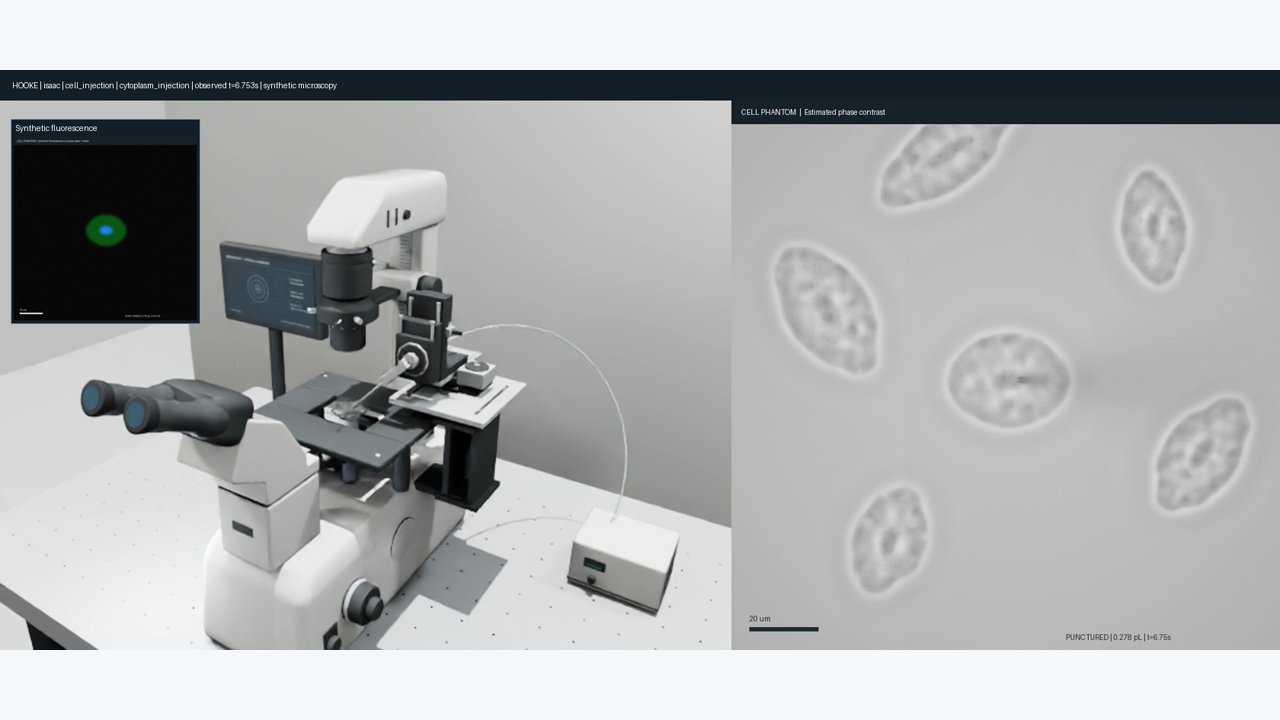 HOOKE | isaac | cell_injection | cytoplasm_injection | observed t=6.753s | synthetic microscopy
CELL PHANTOM | Estimated phase contrast
Synthetic fluorescence
20 um
PUNCTURED | 0.278 pL | t=6.75s